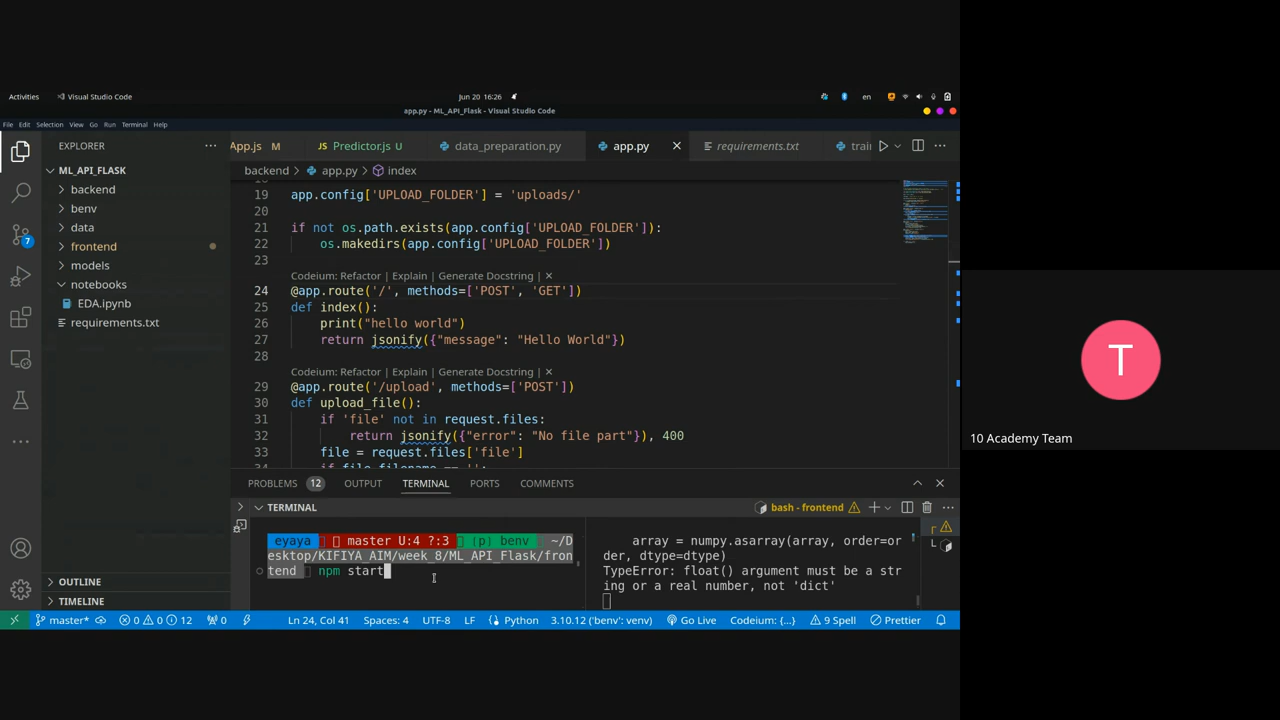 Activities
Visual Studio Code
Jun 20 16:26
en
app.py - ML_API_Flask - Visual Studio Code
File Edit Selection View Go Run Terminal Help
EXPLORER
App.js M
Predictor.js U
data_preparation.py
app.py
requirements.txt
trai
ML_API_FLASK
backend
benv
data
frontend
models
notebooks
EDA.ipynb
requirements.txt
OUTLINE
TIMELINE
7
backend > app.py > index
19 app.config['UPLOAD_FOLDER'] = 'uploads/'
20
21 if not os.path.exists(app.config['UPLOAD_FOLDER']):
22 os.makedirs(app.config['UPLOAD_FOLDER'])
23
Codeium: Refactor | Explain | Generate Docstring | ✕
24 @app.route('/', methods=['POST', 'GET'])
25 def index():
26 print("hello world")
27 return jsonify({"message": "Hello World"})
28
Codeium: Refactor | Explain | Generate Docstring | ✕
29 @app.route('/upload', methods=['POST'])
30 def upload_file():
31 if 'file' not in request.files:
32 return jsonify({"error": "No file part"}), 400
33 file = request.files['file']
34 if file.filename == '':
PROBLEMS 12 OUTPUT TERMINAL PORTS COMMENTS
TERMINAL
bash - frontend
eyaya master U:4 ?:3 (p) benv ~/D
esktop/KIFIYA_AIM/week_8/ML_API_Flask/fron
tend npm start
array = numpy.asarray(array, order=or
der, dtype=dtype)
TypeError: float() argument must be a str
ing or a real number, not 'dict'
master* 0 0 12 0 Ln 24, Col 41 Spaces: 4 UTF-8 LF Python 3.10.12 ('benv': venv) Go Live Codeium: {...} 9 Spell Prettier
T
10 Academy Team